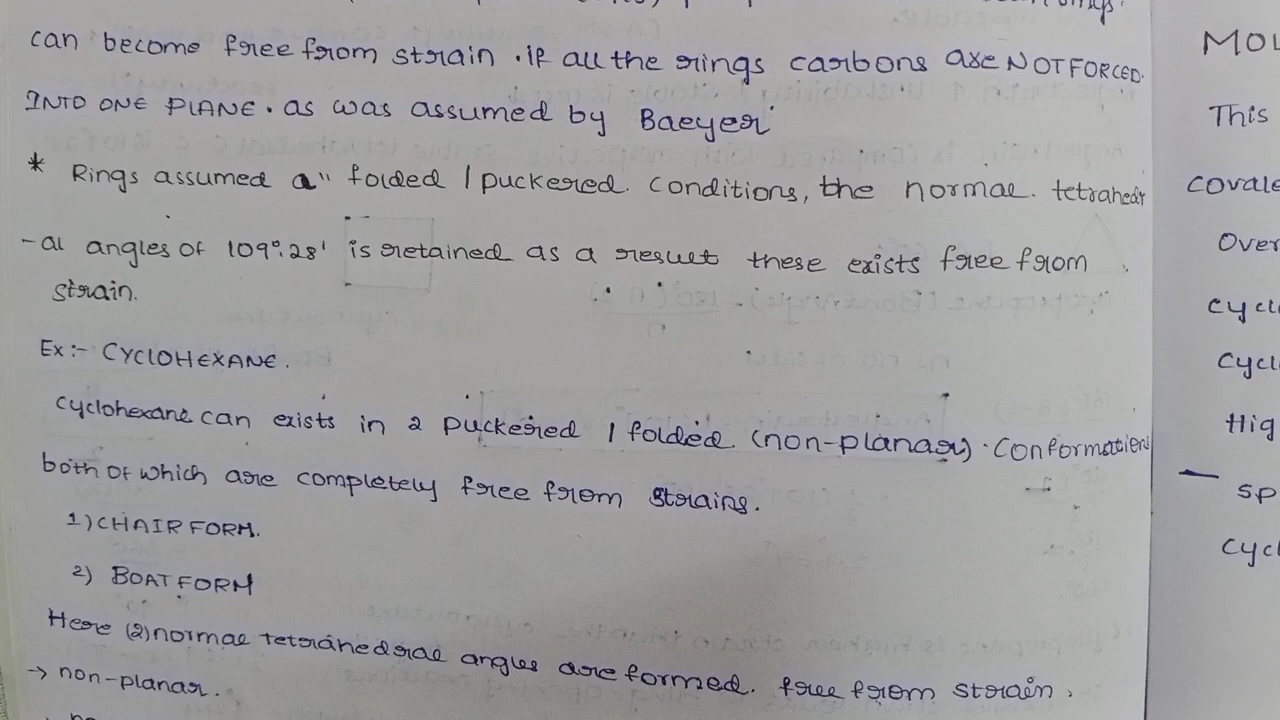 can become free from strain . if all the rings carbons are NOT FORCED.
INTO ONE PLANE . as was assumed by Baeyer
* Rings assumed a" folded / puckered. conditions, the normal. tetrahedr
-al angles of 109°.28' is retained as a result these exists free from
strain.
Ex:- CYCLOHEXANE.
Cyclohexane can exists in 2 puckered / folded (non-planar) . conformation
both of which are completely free from strains.
1) CHAIR FORM.
2) BOAT FORM
Here (2) normal tetrahedral angles are formed. free from strain .
→ non-planar.
MOL
This
covale
Over
cycl
cycl
Hig
sp
cycl